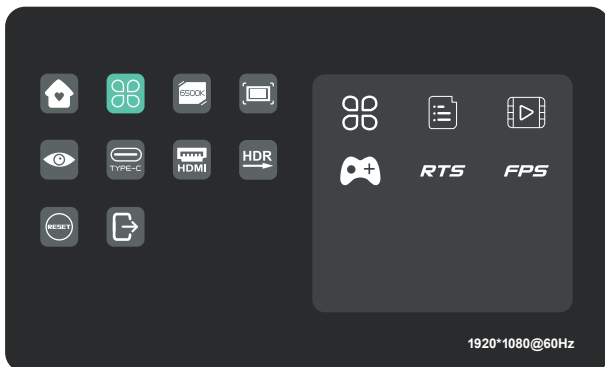 6500K
TYPE-C
HDMI
HDR
RTS
FPS
RESET
1920*1080@60Hz